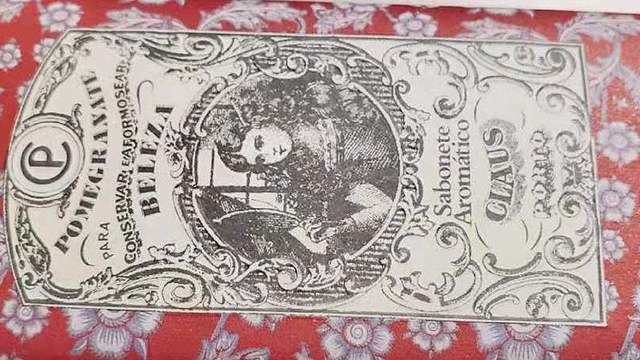 CP
POMEGRANATE
PARA
CONSERVAR E AFORMOSEAR
BELEZA
Sabonete
Aromático
CLAUS
PORTO